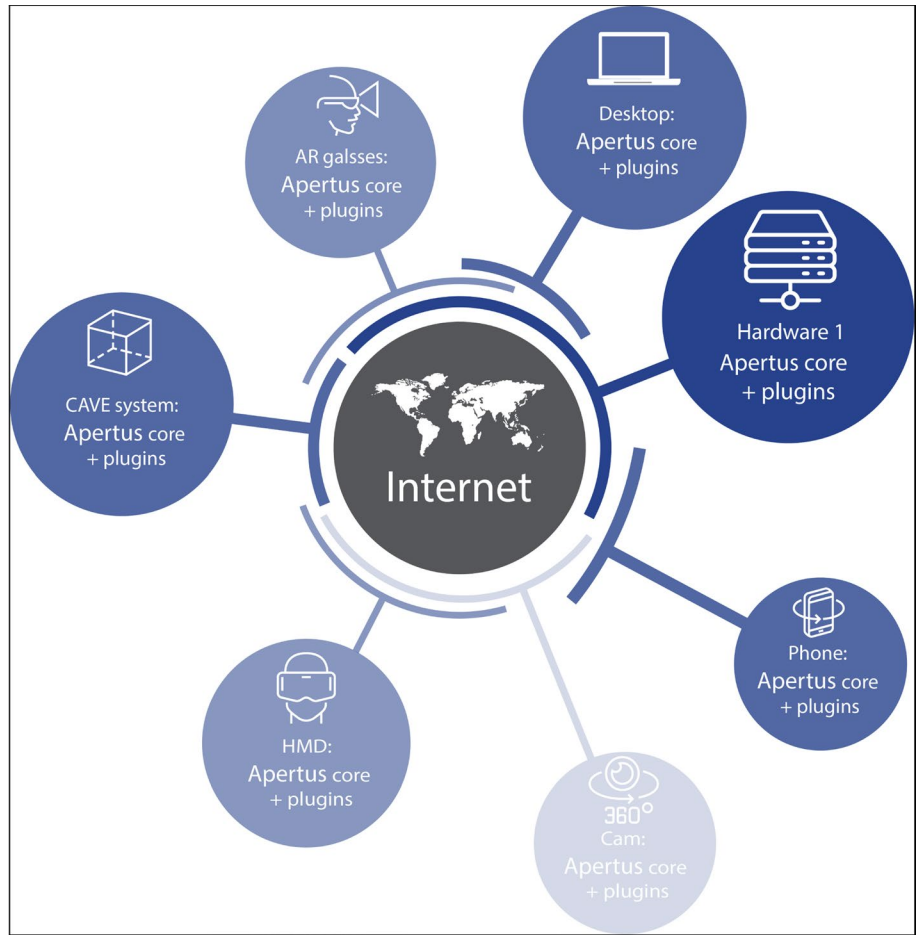 Desktop:
Apertus core
+ plugins
AR galsses:
Apertus core
+ plugins
Hardware 1
Apertus core
+ plugins
CAVE system:
Apertus core
+ plugins
Internet
Phone:
Apertus core
+ plugins
HMD:
Apertus core
+ plugins
360°
Cam:
Apertus core
+ plugins